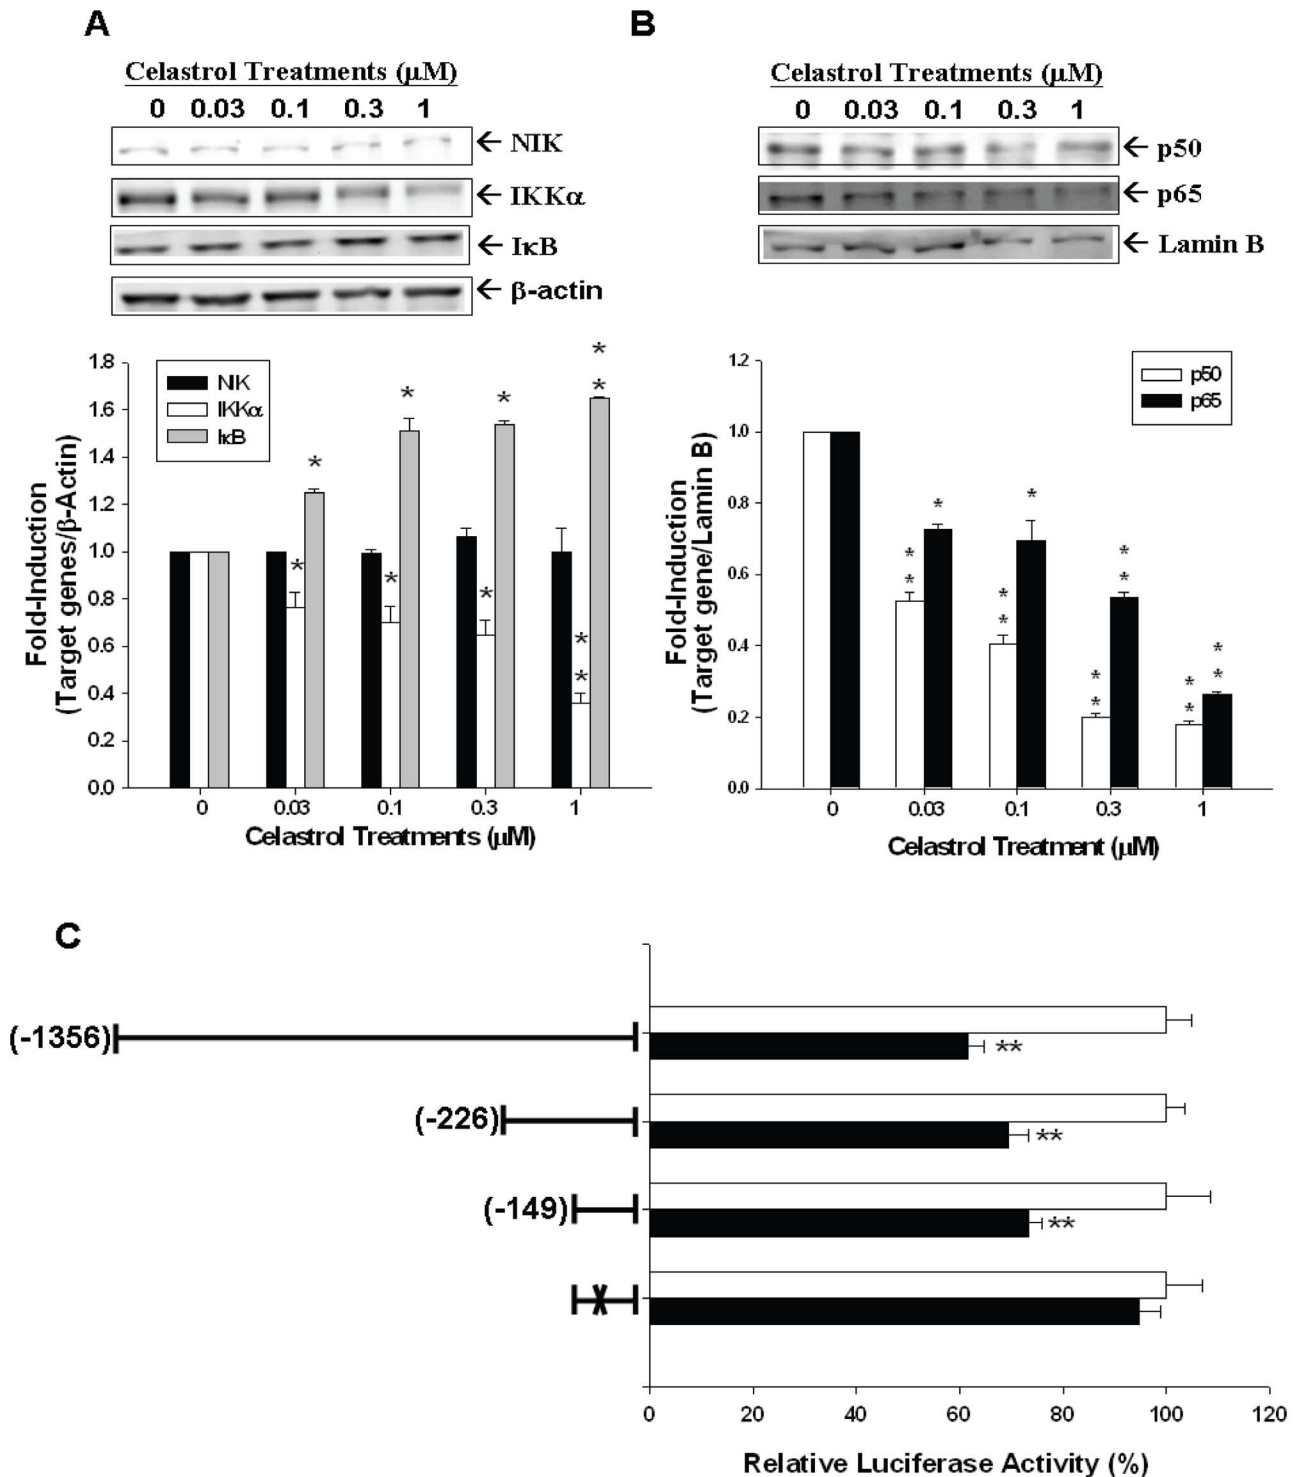 A
Celastrol Treatments (μM)
0 0.03 0.1 0.3 1
← NIK
← IKKα
← IκB
← β-actin
1.8
1.6
1.4
1.2
1.0
0.8
0.6
0.4
0.2
0.0
Fold-Induction
(Target genes/β-Actin)
NIK
IKKα
IκB
* * * * *
* * * * *
0 0.03 0.1 0.3 1
Celastrol Treatments (μM)
B
Celastrol Treatments (μM)
0 0.03 0.1 0.3 1
← p50
← p65
← Lamin B
1.2
1.0
0.8
0.6
0.4
0.2
0.0
Fold-Induction
(Target gene/Lamin B)
p50
p65
* * * * * * *
* * * * * * *
0 0.03 0.1 0.3 1
Celastrol Treatment (μM)
C
(-1356)
**
(-226)
**
(-149)
**
X
0 20 40 60 80 100 120
Relative Luciferase Activity (%)